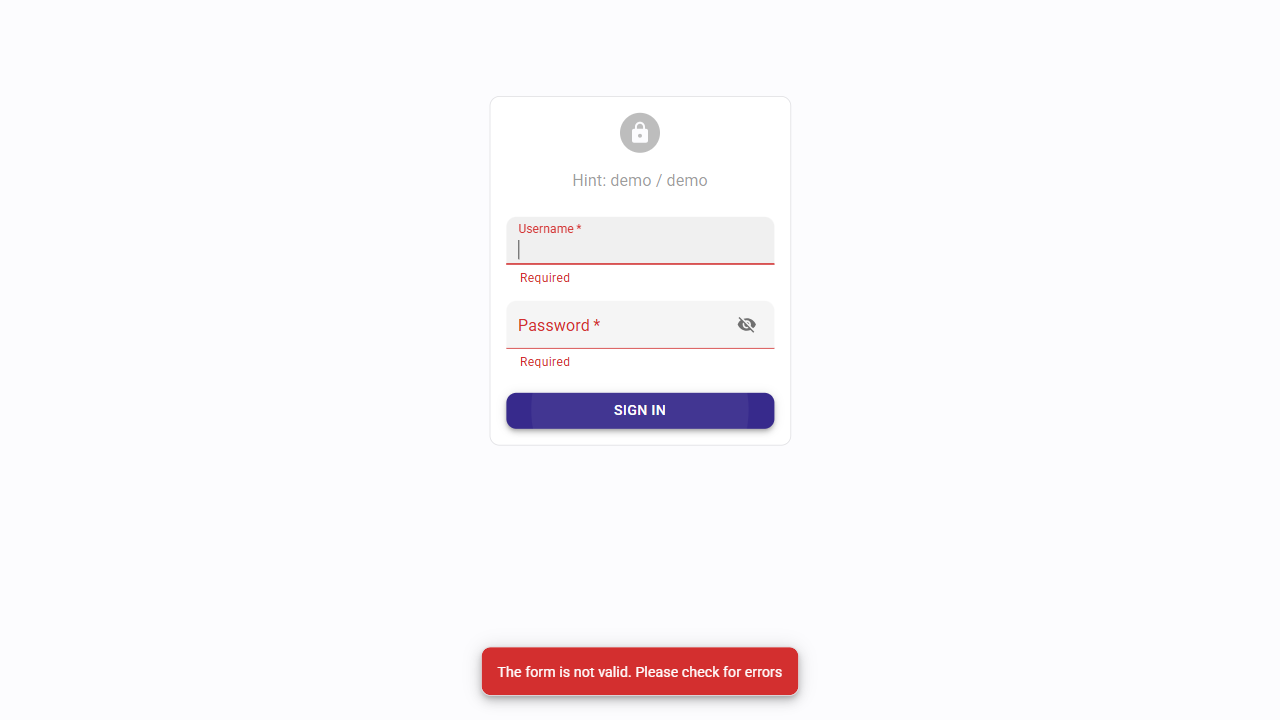 Hint: demo / demo
Username *
Required
Password *
Required
SIGN IN
The form is not valid. Please check for errors